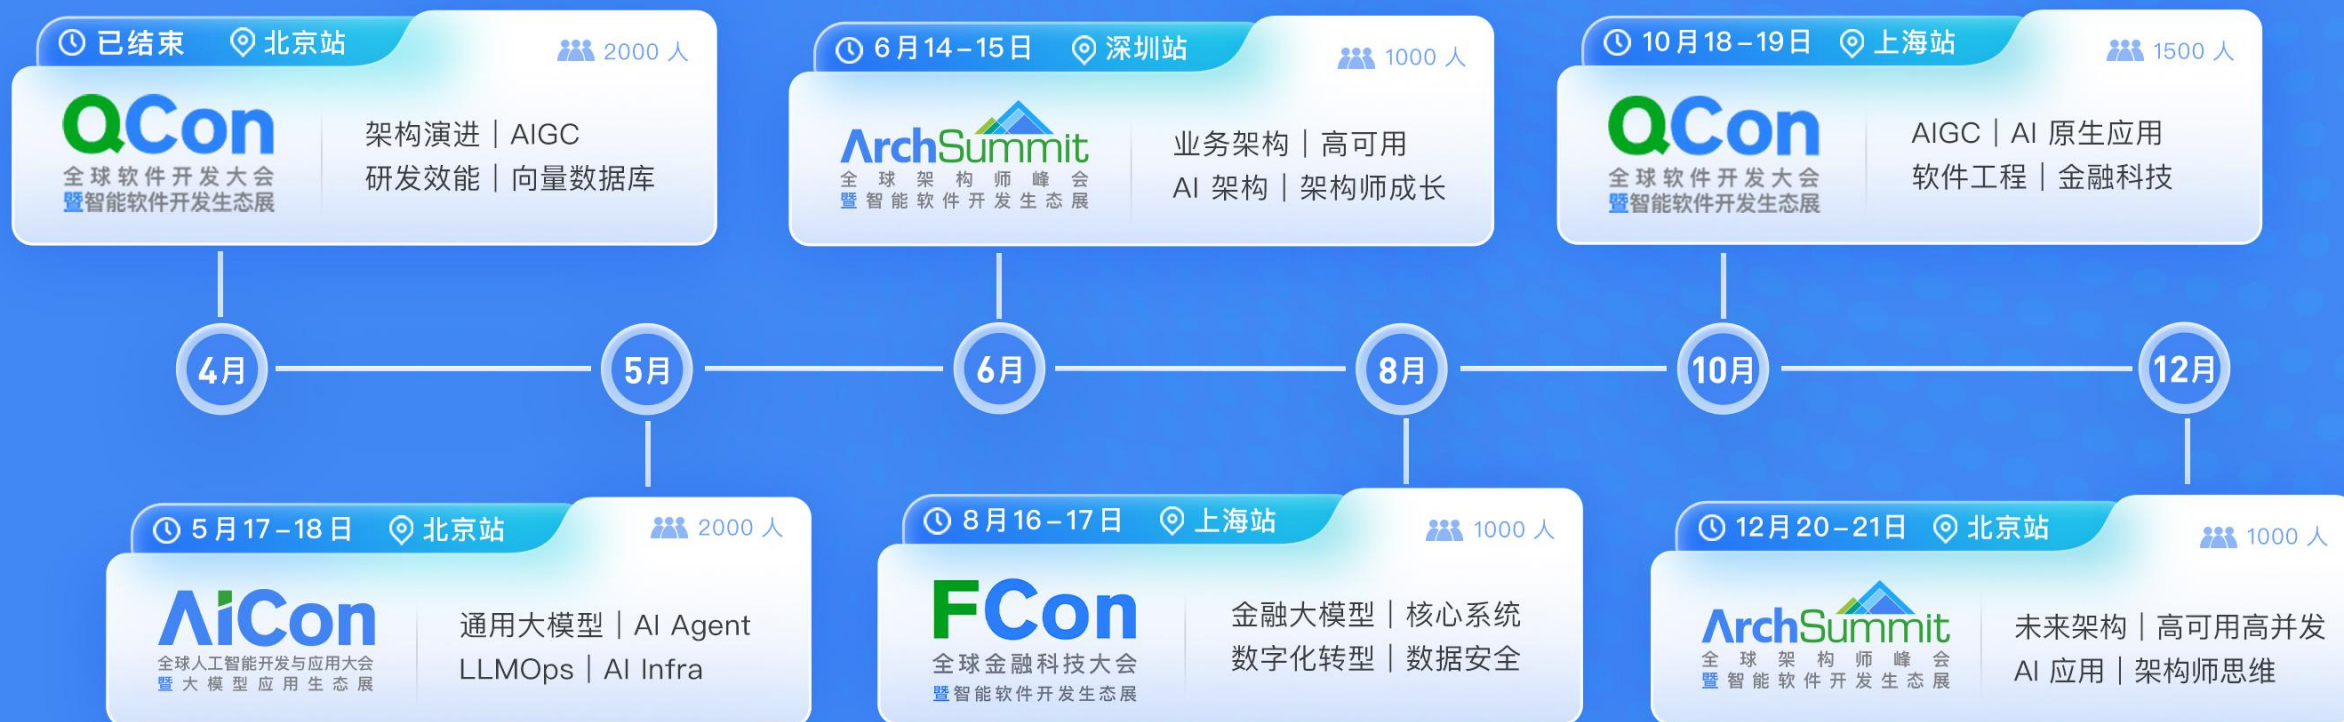 已结束 北京站 2000 人
QCon
全球软件开发大会
暨智能软件开发生态展
架构演进｜AIGC
研发效能｜向量数据库
6月14-15日 深圳站 1000 人
ArchSummit
全球架构师峰会
暨智能软件开发生态展
业务架构｜高可用
AI 架构｜架构师成长
10月18-19日 上海站 1500 人
QCon
全球软件开发大会
暨智能软件开发生态展
AIGC｜AI 原生应用
软件工程｜金融科技
4月 5月 6月 8月 10月 12月
5月17-18日 北京站 2000 人
AiCon
全球人工智能开发与应用大会
暨大模型应用生态展
通用大模型｜AI Agent
LLMOps｜AI Infra
8月16-17日 上海站 1000 人
FCon
全球金融科技大会
暨智能软件开发生态展
金融大模型｜核心系统
数字化转型｜数据安全
12月20-21日 北京站 1000 人
ArchSummit
全球架构师峰会
暨智能软件开发生态展
未来架构｜高可用高并发
AI 应用｜架构师思维